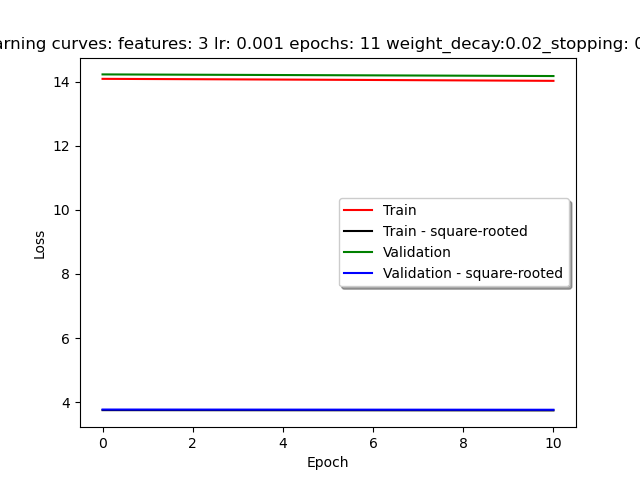 arning curves: features: 3 lr: 0.001 epochs: 11 weight_decay:0.02_stopping: 0
14
12
10
8
6
4
Loss
Train
Train - square-rooted
Validation
Validation - square-rooted
0 2 4 6 8 10
Epoch